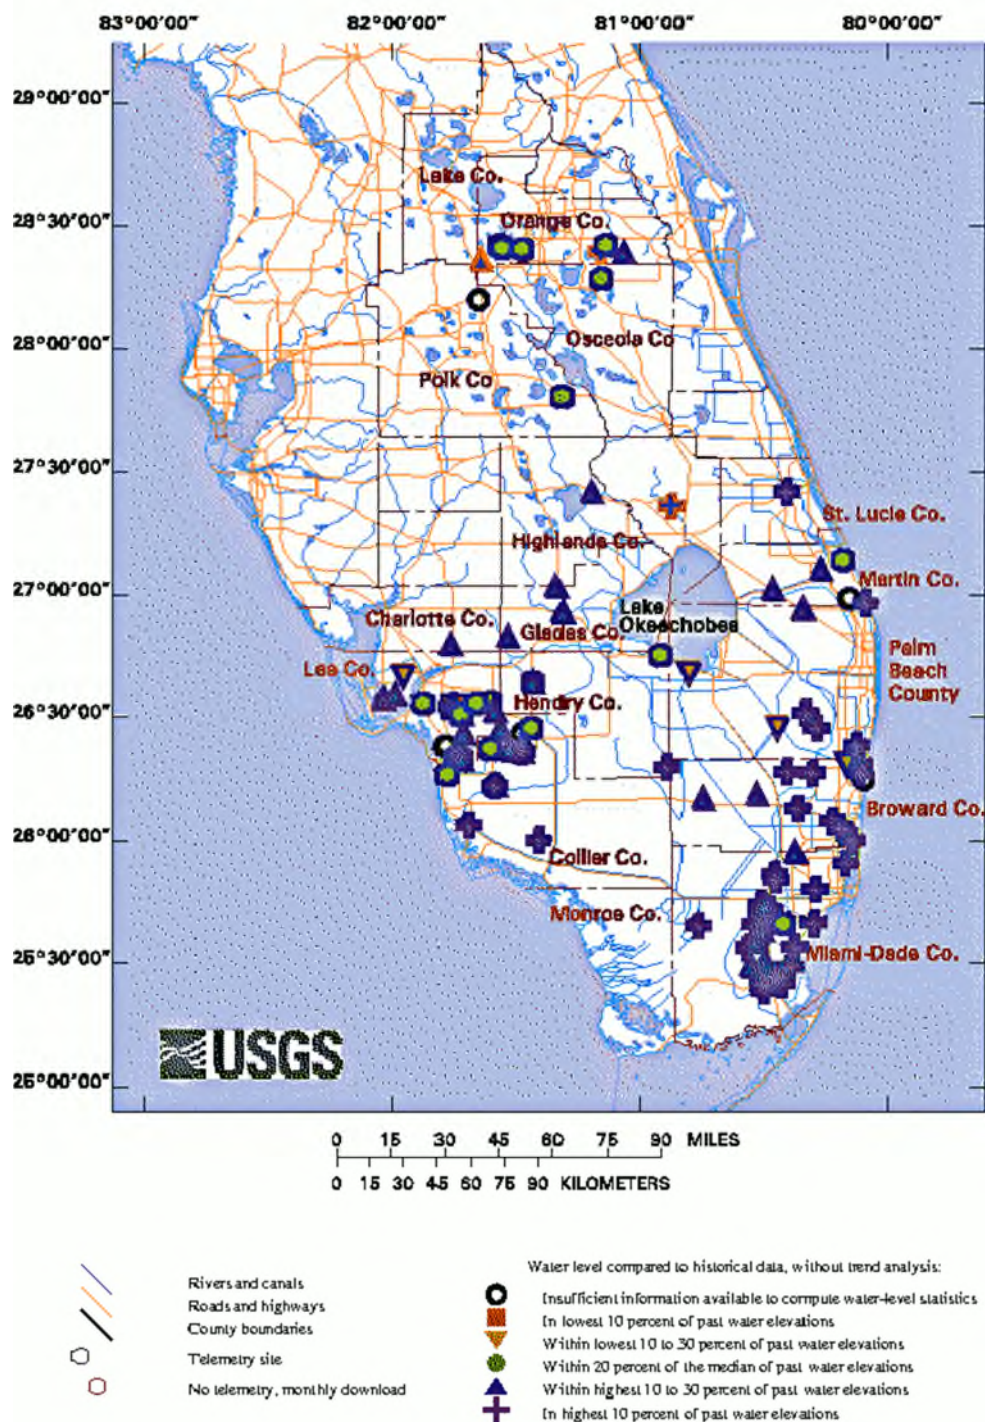 83°00'00" 82°00'00" 81°00'00" 80°00'00"
29°00'00"
Lake Co.
28°30'00"
Orange Co.
28°00'00"
Osceola Co
Polk Co
27°30'00"
St. Lucie Co.
Highlands Co.
27°00'00"
Martin Co.
Lake
Okeechobee
Charlotte Co.
Glades Co.
Palm
Beach
County
Lee Co.
26°30'00"
Hendry Co.
Broward Co.
26°00'00"
Collier Co.
Monroe Co.
25°30'00"
Miami-Dade Co.
USGS
25°00'00"
0 15 30 45 60 75 90 MILES
0 15 30 45 60 75 90 KILOMETERS
Rivers and canals
Roads and highways
County boundaries
Telemetry site
No telemetry, monthly download
Water level compared to historical data, without trend analysis:
Insufficient information available to compute water-level statistics
In lowest 10 percent of past water elevations
Within lowest 10 to 30 percent of past water elevations
Within 20 percent of the median of past water elevations
Within highest 10 to 30 percent of past water elevations
In highest 10 percent of past water elevations